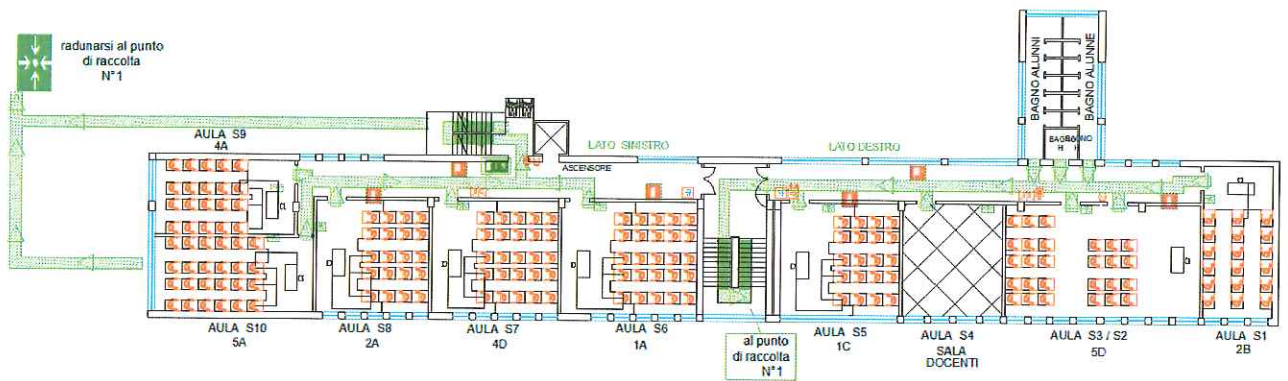 radunarsi al punto
di raccolta
N°1
AULA S9
4A
ASCENSORE
LATO SINISTRO
LATO DESTRO
BAGNO ALUNNI
BAGNO ALUNNE
H
H
AULA S10
5A
AULA S8
2A
AULA S7
4D
AULA S6
1A
al punto
di raccolta
N°1
AULA S5
1C
AULA S4
SALA
DOCENTI
AULA S3 / S2
5D
AULA S1
2B